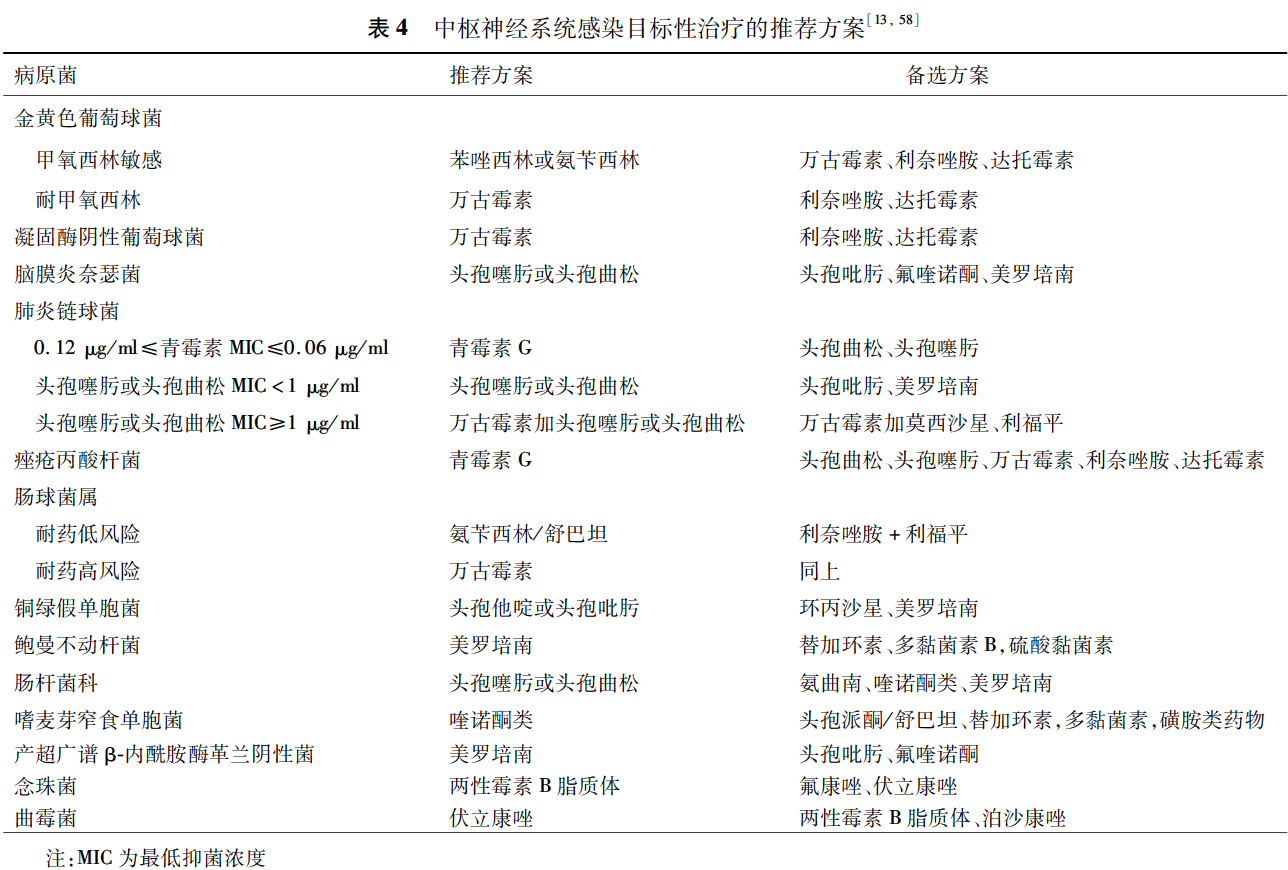 表 4 中枢神经系统感染目标性治疗的推荐方案[13, 58]
病原菌 推荐方案 备选方案
金黄色葡萄球菌
甲氧西林敏感 苯唑西林或氨苄西林 万古霉素、利奈唑胺、达托霉素
耐甲氧西林 万古霉素 利奈唑胺、达托霉素
凝固酶阴性葡萄球菌 万古霉素 利奈唑胺、达托霉素
脑膜炎奈瑟菌 头孢噻肟或头孢曲松 头孢吡肟、氟喹诺酮、美罗培南
肺炎链球菌
0.12 μg/ml≤青霉素 MIC≤0.06 μg/ml 青霉素 G 头孢曲松、头孢噻肟
头孢噻肟或头孢曲松 MIC<1 μg/ml 头孢噻肟或头孢曲松 头孢吡肟、美罗培南
头孢噻肟或头孢曲松 MIC≥1 μg/ml 万古霉素加头孢噻肟或头孢曲松 万古霉素加莫西沙星、利福平
痤疮丙酸杆菌 青霉素 G 头孢曲松、头孢噻肟、万古霉素、利奈唑胺、达托霉素
肠球菌属
耐药低风险 氨苄西林/舒巴坦 利奈唑胺 + 利福平
耐药高风险 万古霉素 同上
铜绿假单胞菌 头孢他啶或头孢吡肟 环丙沙星、美罗培南
鲍曼不动杆菌 美罗培南 替加环素、多黏菌素 B,硫酸黏菌素
肠杆菌科 头孢噻肟或头孢曲松 氨曲南、喹诺酮类、美罗培南
嗜麦芽窄食单胞菌 喹诺酮类 头孢派酮/舒巴坦、替加环素,多黏菌素,磺胺类药物
产超广谱 β-内酰胺酶革兰阴性菌 美罗培南 头孢吡肟、氟喹诺酮
念珠菌 两性霉素 B 脂质体 氟康唑、伏立康唑
曲霉菌 伏立康唑 两性霉素 B 脂质体、泊沙康唑
注:MIC 为最低抑菌浓度